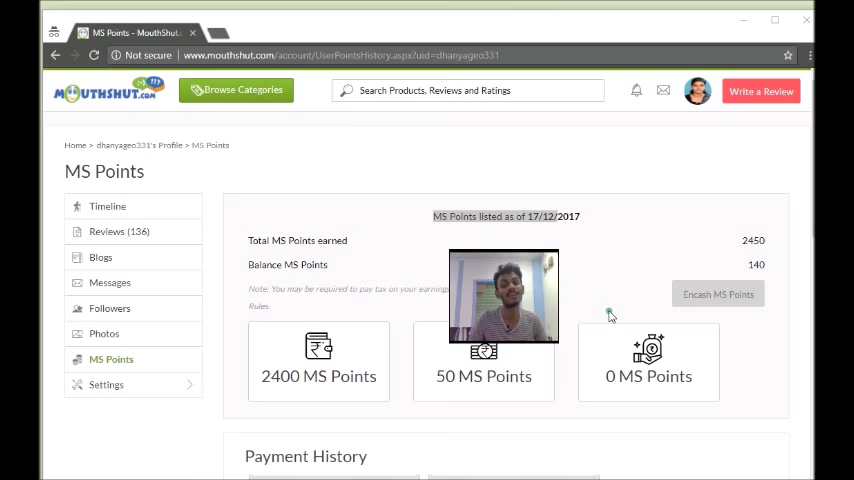 MS Points - MouthShut.
Not secure | www.mouthshut.com/account/UserPointsHistory.aspx?uid=dhanyageo331
MOUTHSHUT.COM
Browse Categories
Search Products, Reviews and Ratings
Write a Review
Home > dhanyageo331's Profile > MS Points
MS Points
Timeline
Reviews (136)
Blogs
Messages
Followers
Photos
MS Points
Settings
MS Points listed as of 17/12/2017
Total MS Points earned 2450
Balance MS Points 140
Note: You may be required to pay tax on your earnings
Rules.
Encash MS Points
2400 MS Points
50 MS Points
0 MS Points
Payment History